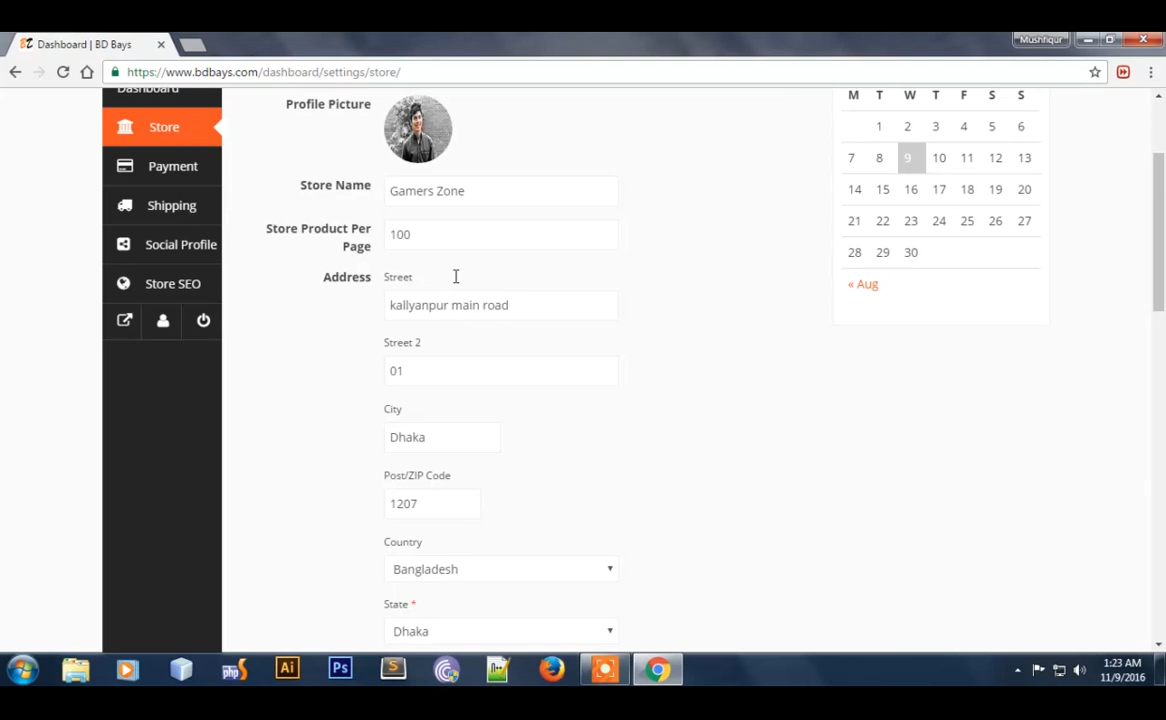 Dashboard | BD Bays
Mushfiqur
https://www.bdbays.com/dashboard/settings/store/
Dashboard
Store
Payment
Shipping
Social Profile
Store SEO
Profile Picture
Store Name
Gamers Zone
Store Product Per
Page
100
Address
Street
kallyanpur main road
Street 2
01
City
Dhaka
Post/ZIP Code
1207
Country
Bangladesh
State *
Dhaka
M T W T F S S
1 2 3 4 5 6
7 8 9 10 11 12 13
14 15 16 17 18 19 20
21 22 23 24 25 26 27
28 29 30
« Aug
php
Ai
Ps
S
1:23 AM
11/9/2016